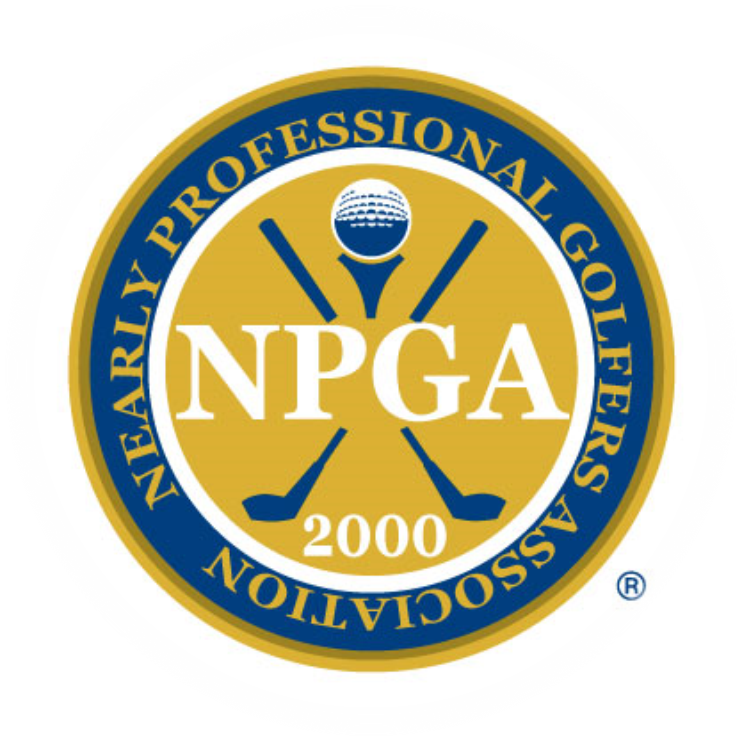 NEARLY PROFESSIONAL GOLFERS ASSOCIATION
NPGA
2000
®